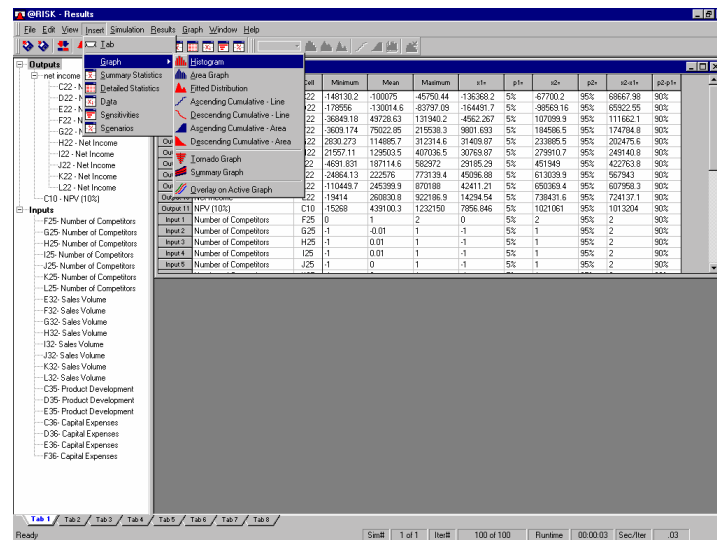 @RISK - Results
File Edit View Insert Simulation Results Graph Window Help
Tab
Graph
Summary Statistics
Detailed Statistics
Data
Sensitivities
Scenarios
Histogram
Area Graph
Fitted Distribution
Ascending Cumulative - Line
Descending Cumulative - Line
Ascending Cumulative - Area
Descending Cumulative - Area
Tornado Graph
Summary Graph
Overlay on Active Graph
Outputs
net income
C22 - N
D22 - N
E22 - N
F22 - N
G22 - N
H22 - Net Income
I22 - Net Income
J22 - Net Income
K22 - Net Income
L22 - Net Income
C10 - NPV (10%)
Inputs
F25- Number of Competitors
G25- Number of Competitors
H25- Number of Competitors
I25- Number of Competitors
J25- Number of Competitors
K25- Number of Competitors
L25- Number of Competitors
E32- Sales Volume
F32- Sales Volume
G32- Sales Volume
H32- Sales Volume
I32- Sales Volume
J32- Sales Volume
K32- Sales Volume
L32- Sales Volume
C35- Product Development
D35- Product Development
E35- Product Development
C36- Capital Expenses
D36- Capital Expenses
E36- Capital Expenses
F36- Capital Expenses
Cell Minimum Mean Maximum x1= p1= x2= p2= x2-x1= p2-p1=
22 -148130.2 -100075 -45750.44 -136368.2 5% -67700.2 95% 68667.98 90%
22 -178556 -130014.6 -83797.09 -164491.7 5% -98569.16 95% 65922.55 90%
22 -36849.18 49728.63 131940.2 -4562.267 5% 107099.9 95% 111662.1 90%
22 -3609.174 75022.85 215538.3 9801.693 5% 184586.5 95% 174784.8 90%
22 2830.273 114885.7 312314.6 31409.87 5% 233885.5 95% 202475.6 90%
22 21557.11 129503.5 407036.5 30769.87 5% 279910.7 95% 249140.8 90%
22 -4691.831 187114.6 582972 29185.29 5% 451949 95% 422763.8 90%
22 -24864.13 222576 773139.4 45096.88 5% 613039.9 95% 567943 90%
22 -110449.7 245399.9 870188 42411.21 5% 650369.4 95% 607958.3 90%
22 -19414 260830.8 922186.9 14294.54 5% 738431.6 95% 724137.1 90%
Output 11 NPV (10%) C10 -15268 439100.3 1232150 7856.846 5% 1021061 95% 1013204 90%
Input 1 Number of Competitors F25 0 1 2 0 5% 2 95% 2 90%
Input 2 Number of Competitors G25 -1 -0.01 1 -1 5% 1 95% 2 90%
Input 3 Number of Competitors H25 -1 0.01 1 -1 5% 1 95% 2 90%
Input 4 Number of Competitors I25 -1 0.01 1 -1 5% 1 95% 2 90%
Input 5 Number of Competitors J25 -1 0 1 -1 5% 1 95% 2 90%
Tab 1 Tab 2 Tab 3 Tab 4 Tab 5 Tab 6 Tab 7 Tab 8
Ready Sim# 1 of 1 Iter# 100 of 100 Runtime 00:00:03 Sec/Iter .03